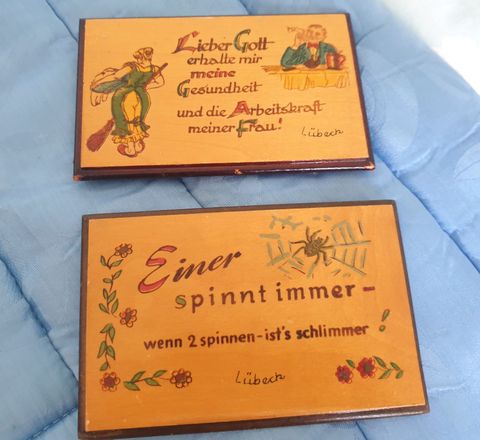 Lieber Gott
erhalte mir
meine
Gesundheit
und die Arbeitskraft
meiner Frau!
Lübeck
Einer
spinnt immer-
wenn 2 spinnen-ist's schlimmer!
Lübeck